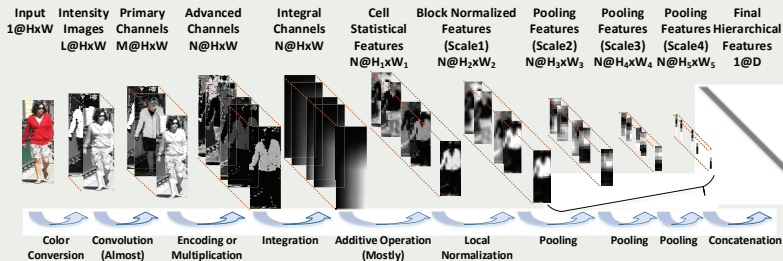 Input
1@HxW
Intensity
Images
L@HxW
Primary
Channels
M@HxW
Advanced
Channels
N@HxW
Integral
Channels
N@HxW
Cell
Statistical
Features
N@H₁xW₁
Block Normalized
Features
(Scale1)
N@H₂xW₂
Pooling
Features
(Scale2)
N@H₃xW₃
Pooling
Features
(Scale3)
N@H₄xW₄
Pooling
Features
(Scale4)
N@H₅xW₅
Final
Hierarchical
Features
1@D
Color
Conversion
Convolution
(Almost)
Encoding or
Multiplication
Integration
Additive Operation
(Mostly)
Local
Normalization
Pooling
Pooling
Pooling
Concatenation